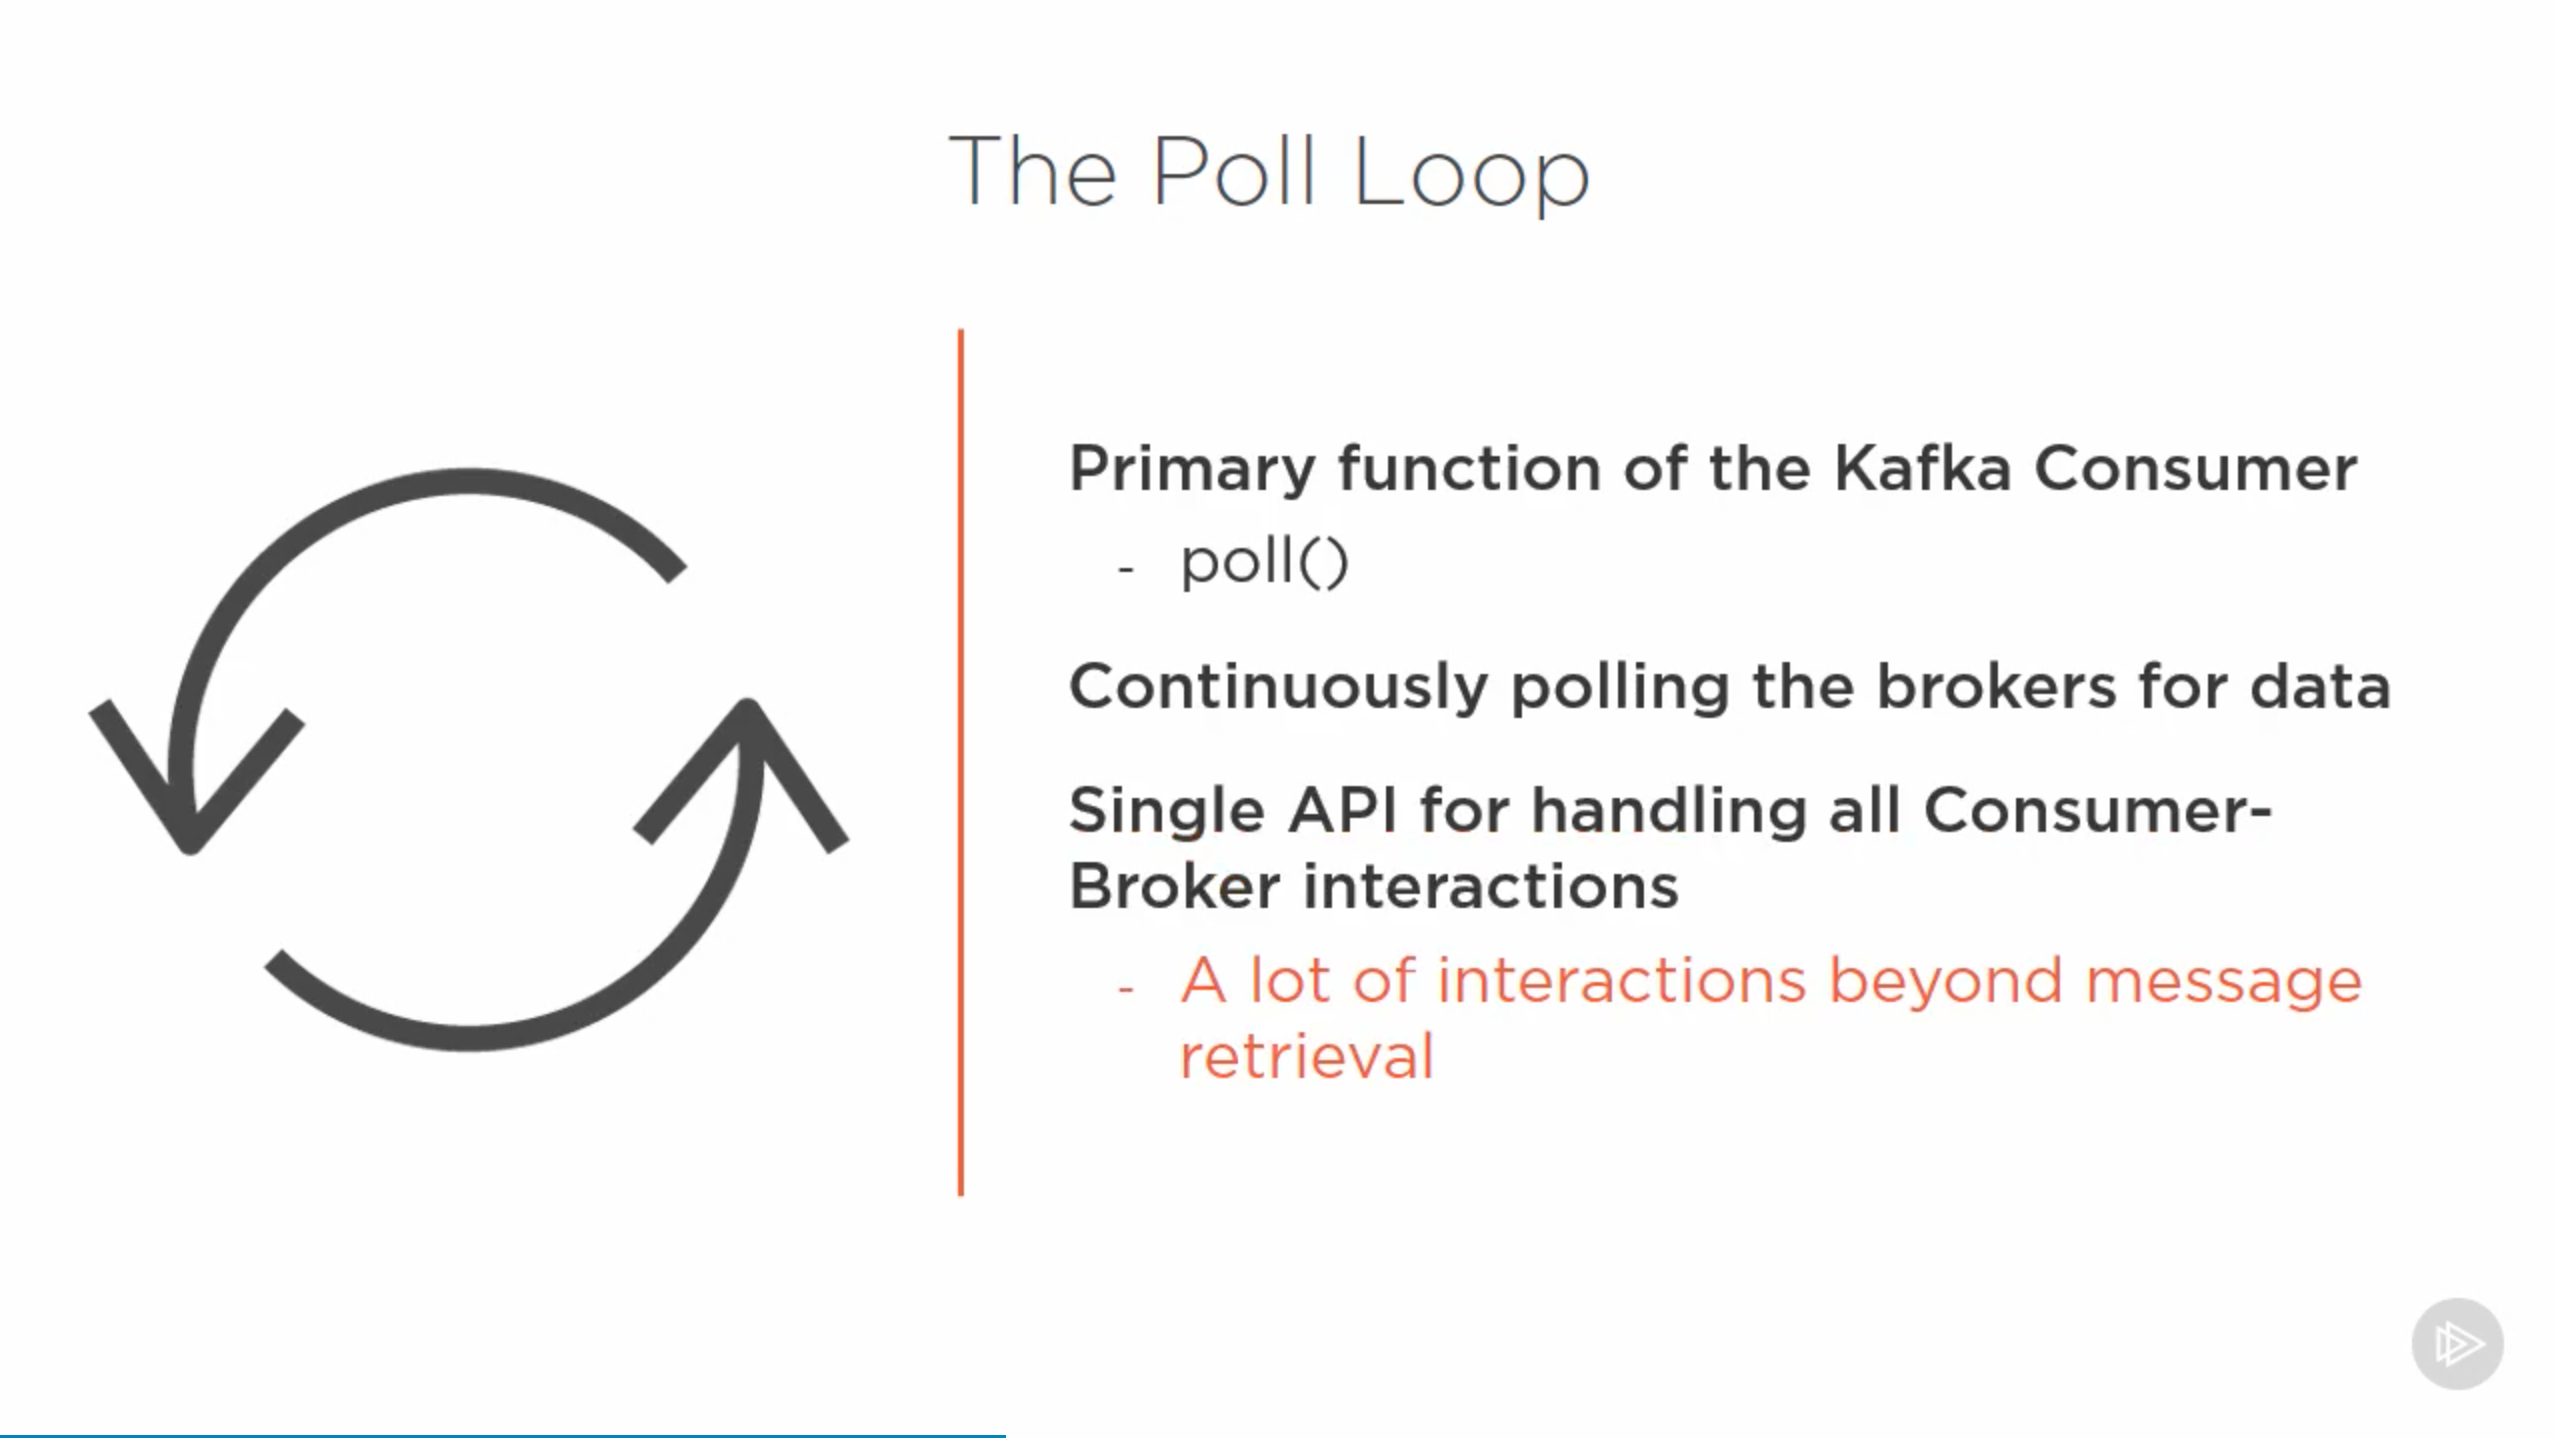 The Poll Loop
Primary function of the Kafka Consumer
- poll()
Continuously polling the brokers for data
Single API for handling all Consumer-
Broker interactions
- A lot of interactions beyond message
retrieval